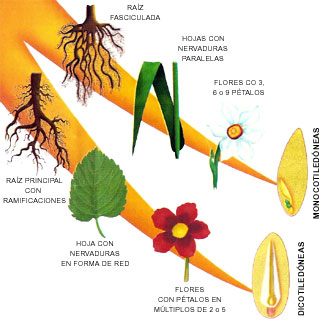 RAÍZ
FASCICULADA
HOJAS CON
NERVADURAS
PARALELAS
FLORES CO 3,
6 o 9 PÉTALOS
MONOCOTILEDÓNEAS
RAÍZ PRINCIPAL
CON
RAMIFICACIONES
HOJA CON
NERVADURAS
EN FORMA DE RED
FLORES
CON PÉTALOS EN
MÚLTIPLOS DE 2 o 5
DICOTILEDÓNEAS